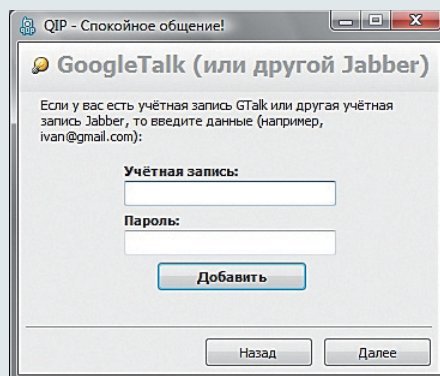 QIP - Спокойное общение!
GoogleTalk (или другой Jabber)
Если у вас есть учётная запись GTalk или другая учётная
запись Jabber, то введите данные (например,
ivan@gmail.com):
Учётная запись:
Пароль:
Добавить
Назад
Далее